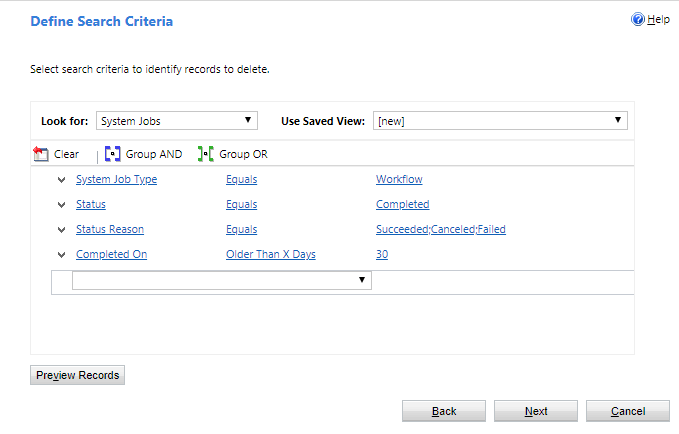 Define Search Criteria
Help
Select search criteria to identify records to delete.
Look for: System Jobs Use Saved View: [new]
Clear Group AND Group OR
System Job Type Equals Workflow
Status Equals Completed
Status Reason Equals Succeeded;Canceled;Failed
Completed On Older Than X Days 30
Preview Records
Back Next Cancel